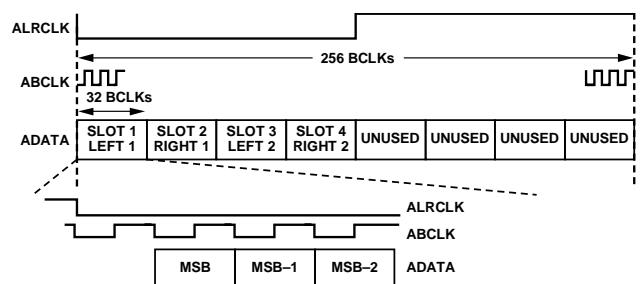 ALRCLK
256 BCLKs
ABCLK
32 BCLKs
ADATA
SLOT 1
LEFT 1
SLOT 2
RIGHT 1
SLOT 3
LEFT 2
SLOT 4
RIGHT 2
UNUSED
UNUSED
UNUSED
UNUSED
ALRCLK
ABCLK
MSB
MSB–1
MSB–2
ADATA